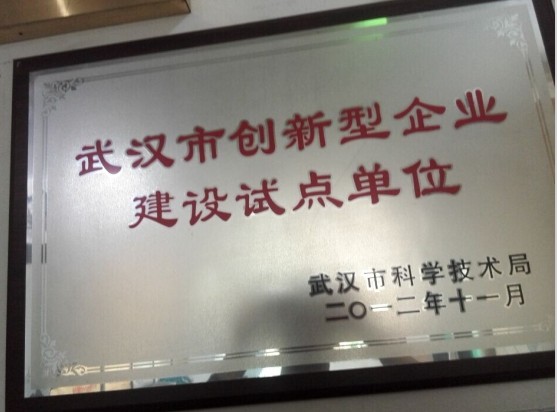 武汉市创新型企业
建设试点单位
武汉市科学技术局
二〇一二年十一月